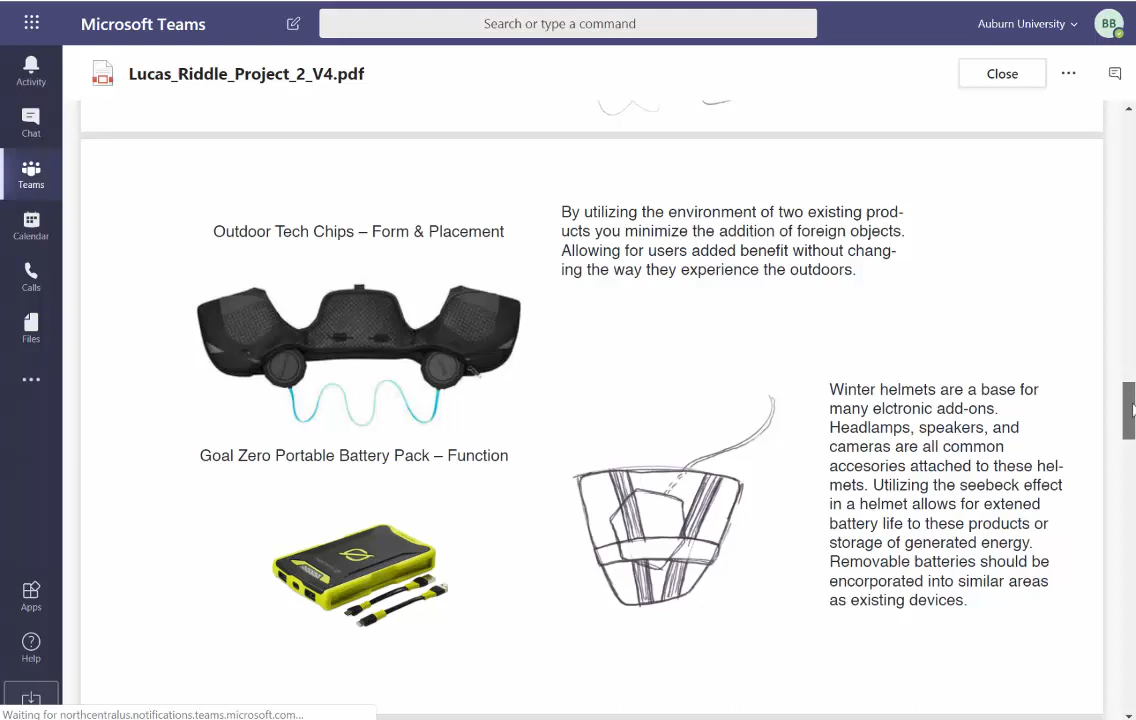 Microsoft Teams
Search or type a command
Auburn University
BB
Activity
Chat
Teams
Calendar
Calls
Files
Apps
Help
Lucas_Riddle_Project_2_V4.pdf
Close
Outdoor Tech Chips – Form & Placement
Goal Zero Portable Battery Pack – Function
By utilizing the environment of two existing prod-
ucts you minimize the addition of foreign objects.
Allowing for users added benefit without chang-
ing the way they experience the outdoors.
Winter helmets are a base for
many elctronic add-ons.
Headlamps, speakers, and
cameras are all common
accesories attached to these hel-
mets. Utilizing the seebeck effect
in a helmet allows for extened
battery life to these products or
storage of generated energy.
Removable batteries should be
encorporated into similar areas
as existing devices.
Waiting for northcentralus.notifications.teams.microsoft.com...